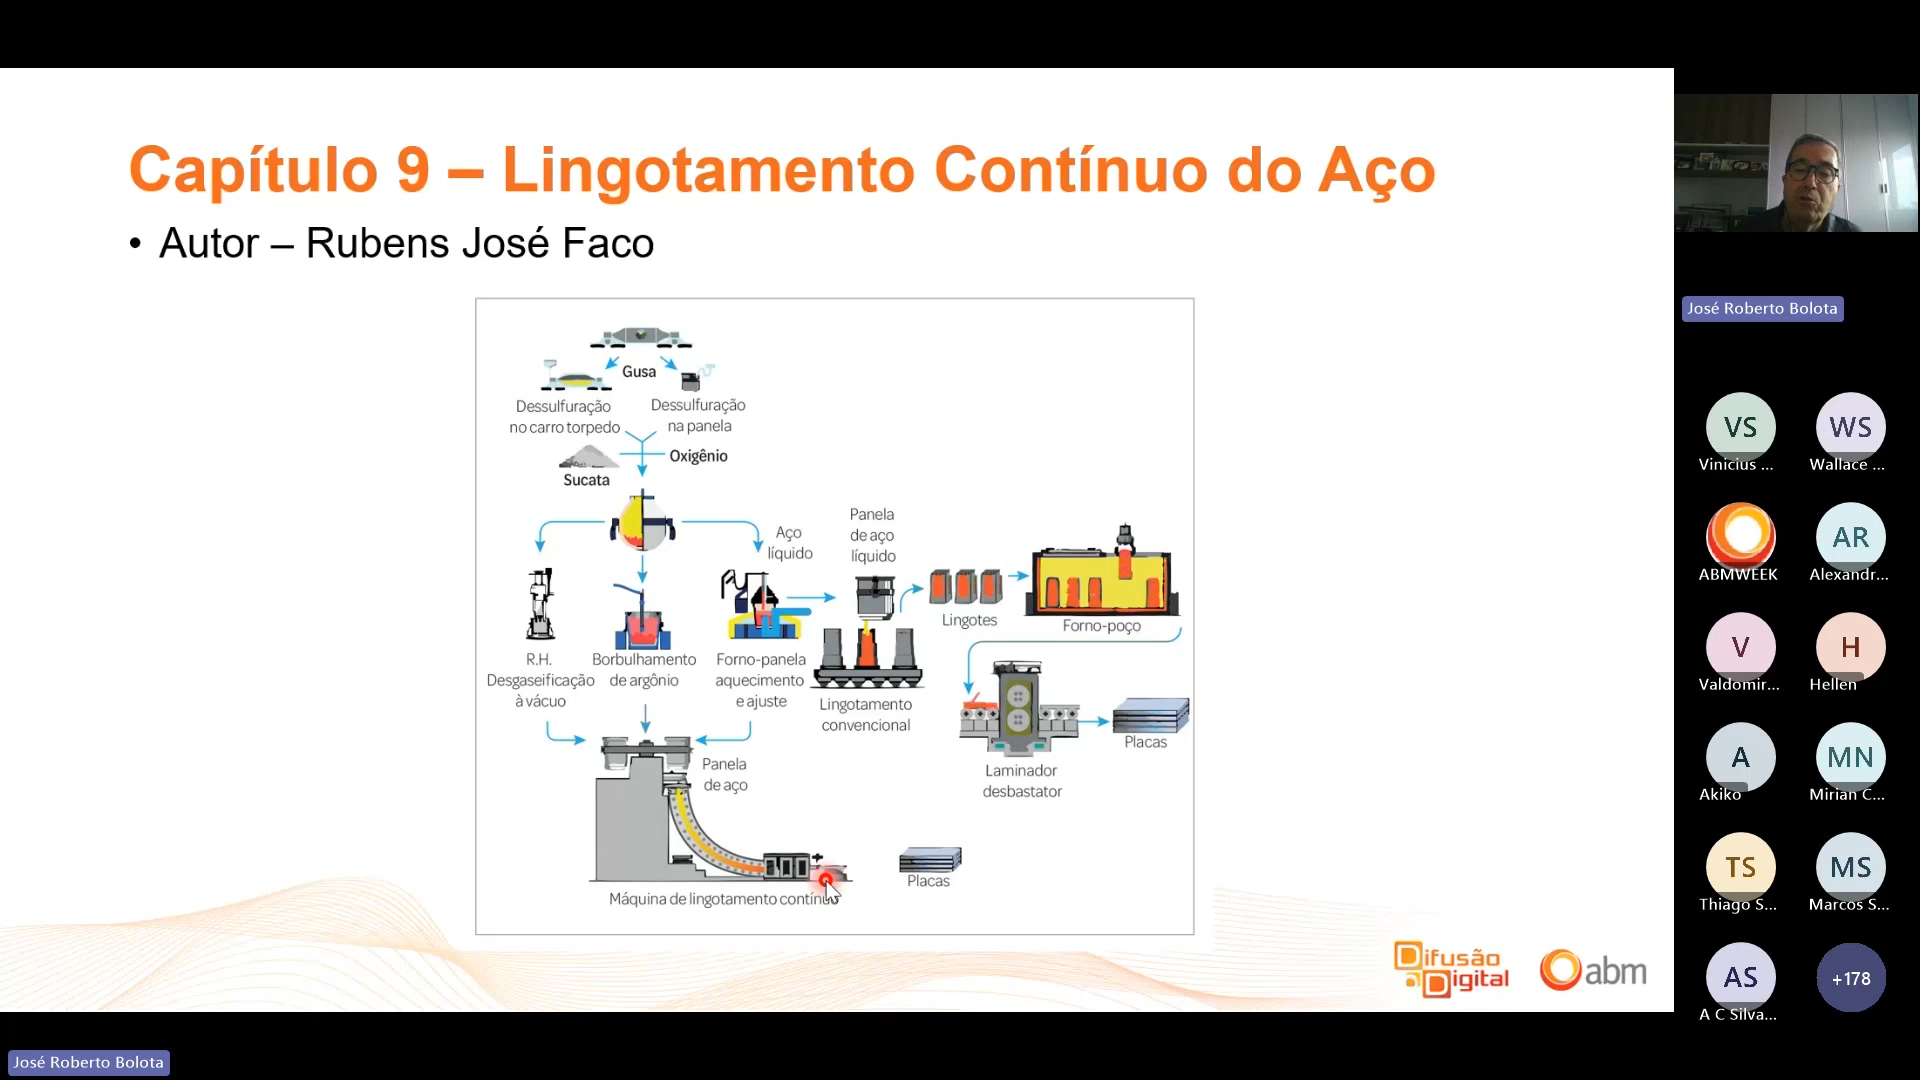 Capítulo 9 – Lingotamento Contínuo do Aço
• Autor – Rubens José Faco
Gusa
Dessulfuração
no carro torpedo
Dessulfuração
na panela
Oxigênio
Sucata
Aço
líquido
Panela
de aço
líquido
Lingotes
Forno-poço
R.H.
Desgaseificação
à vácuo
Borbulhamento
de argônio
Forno-panela
aquecimento
e ajuste
Lingotamento
convencional
Laminador
desbastator
Placas
Panela
de aço
Máquina de lingotamento contínuo
Placas
Difusão
Digital
abm
José Roberto Bolota
VS
Vinicius ...
WS
Wallace ...
ABMWEEK
AR
Alexandr...
V
Valdomir...
H
Hellen
A
Akiko
MN
Mirian C...
TS
Thiago S...
MS
Marcos S...
AS
A C Silva...
+178
José Roberto Bolota